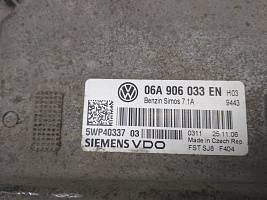 06A 906 033 EN H03
Benzin Simos 7.1A 9443
5WP40337 03
0311 25.11.06
Made in Czech Rep.
SIEMENS VDO
FST SJ8 F404